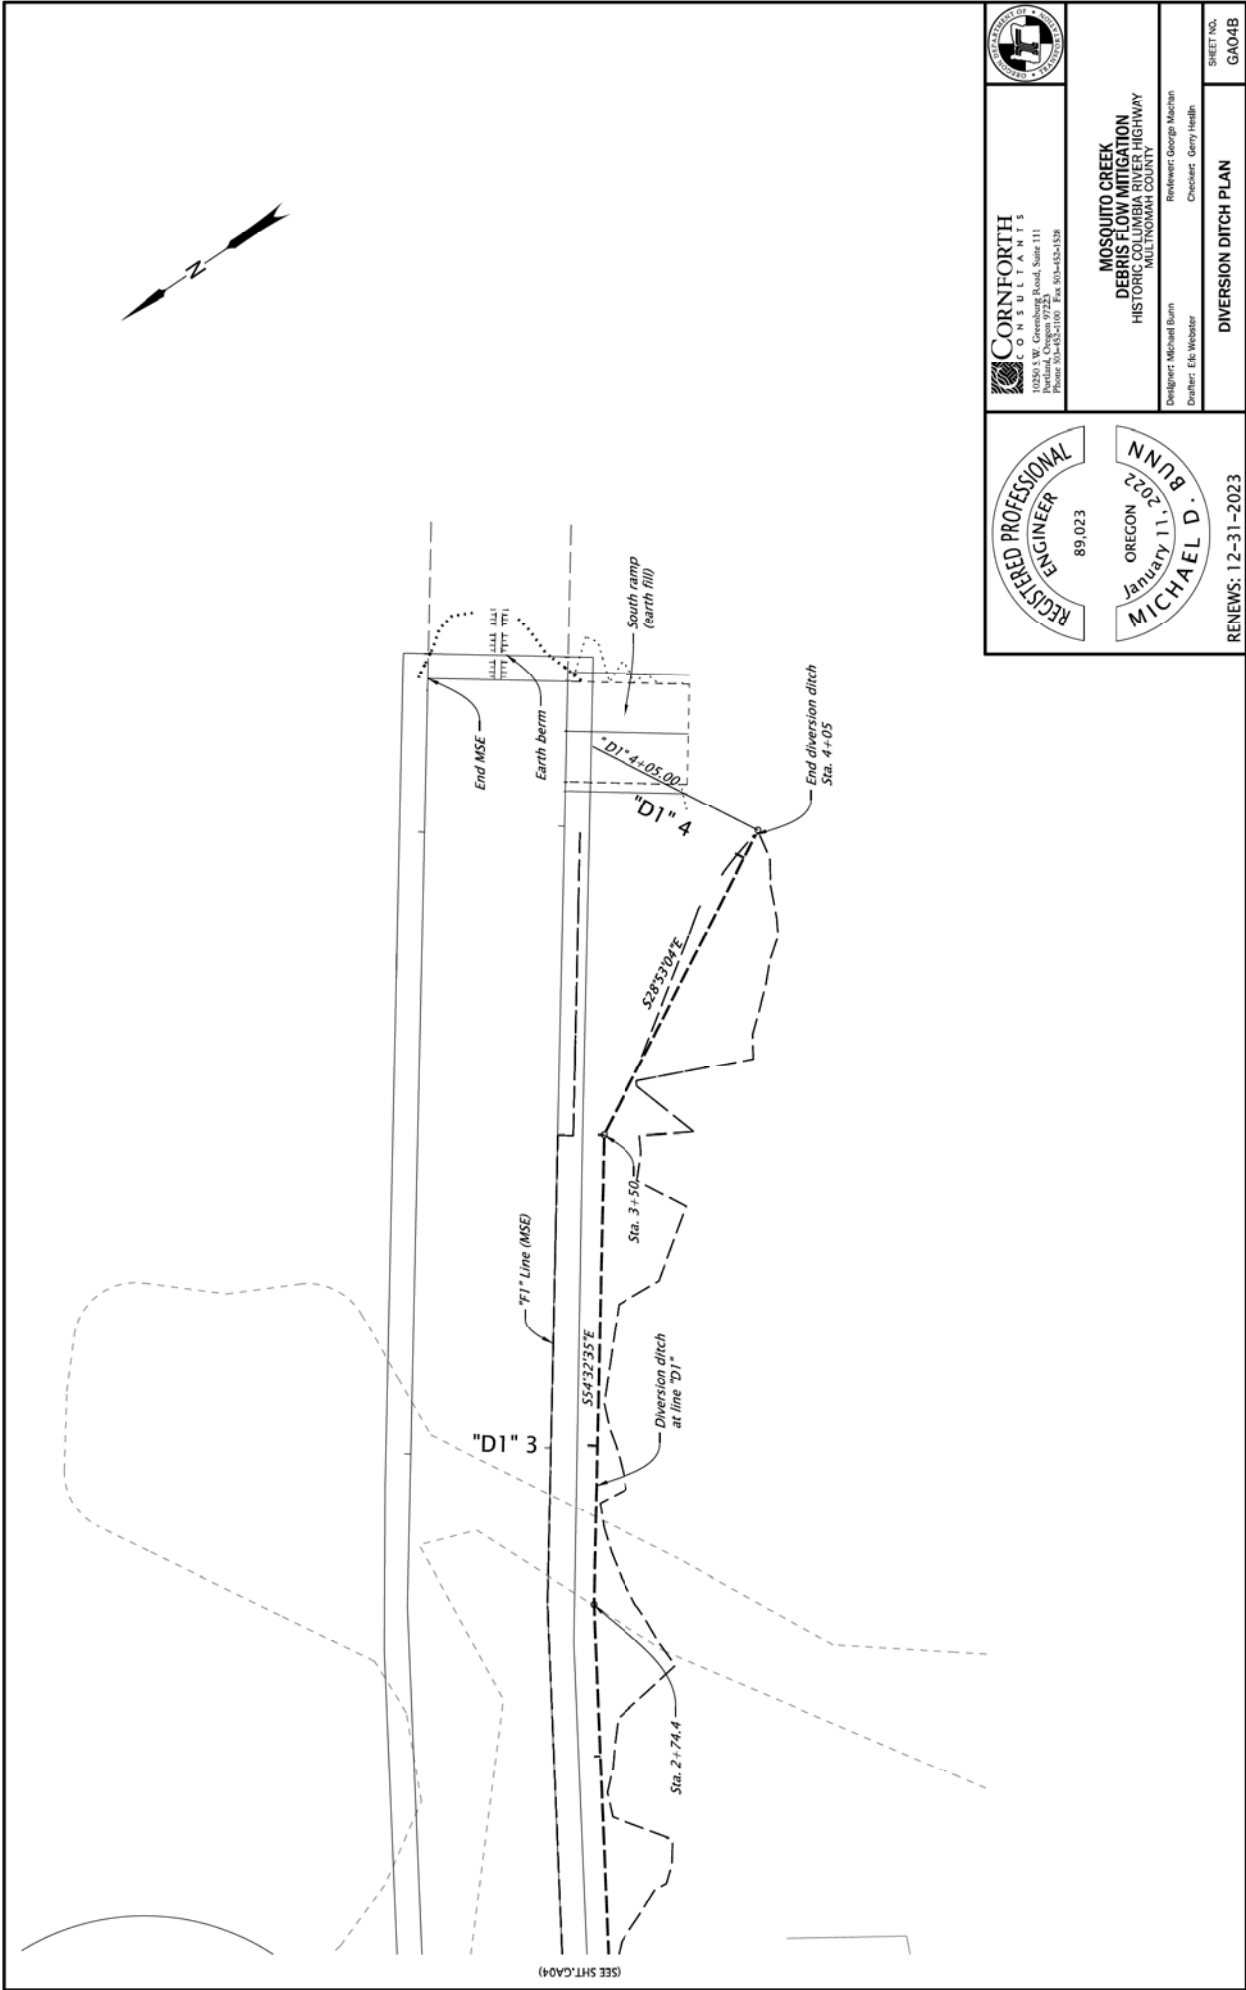 N
End MSE
Earth berm
South ramp
(earth fill)
"D1" 4+05.00
"D1" 4
End diversion ditch
Sta. 4+05
S28°53'04"E
Sta. 3+50
"F1" Line (MSE)
S54°32'35"E
"D1" 3
Diversion ditch
at line "D1"
Sta. 2+74.4
(SEE SHT.GA04)
REGISTERED PROFESSIONAL
ENGINEER
89,023
OREGON
January 11, 2022
MICHAEL D. BUNN
RENEWS: 12-31-2023
CORNFORTH
CONSULTANTS
10250 S.W. Greenburg Road, Suite 111
Portland, Oregon 97223
Phone 503-452-1100 Fax 503-452-1528
OREGON DEPARTMENT OF TRANSPORTATION
MOSQUITO CREEK
DEBRIS FLOW MITIGATION
HISTORIC COLUMBIA RIVER HIGHWAY
MULTNOMAH COUNTY
Designer: Michael Bunn
Reviewer: George Machan
Drafter: Eric Webster
Checker: Gerry Heslin
DIVERSION DITCH PLAN
SHEET NO.
GA04B